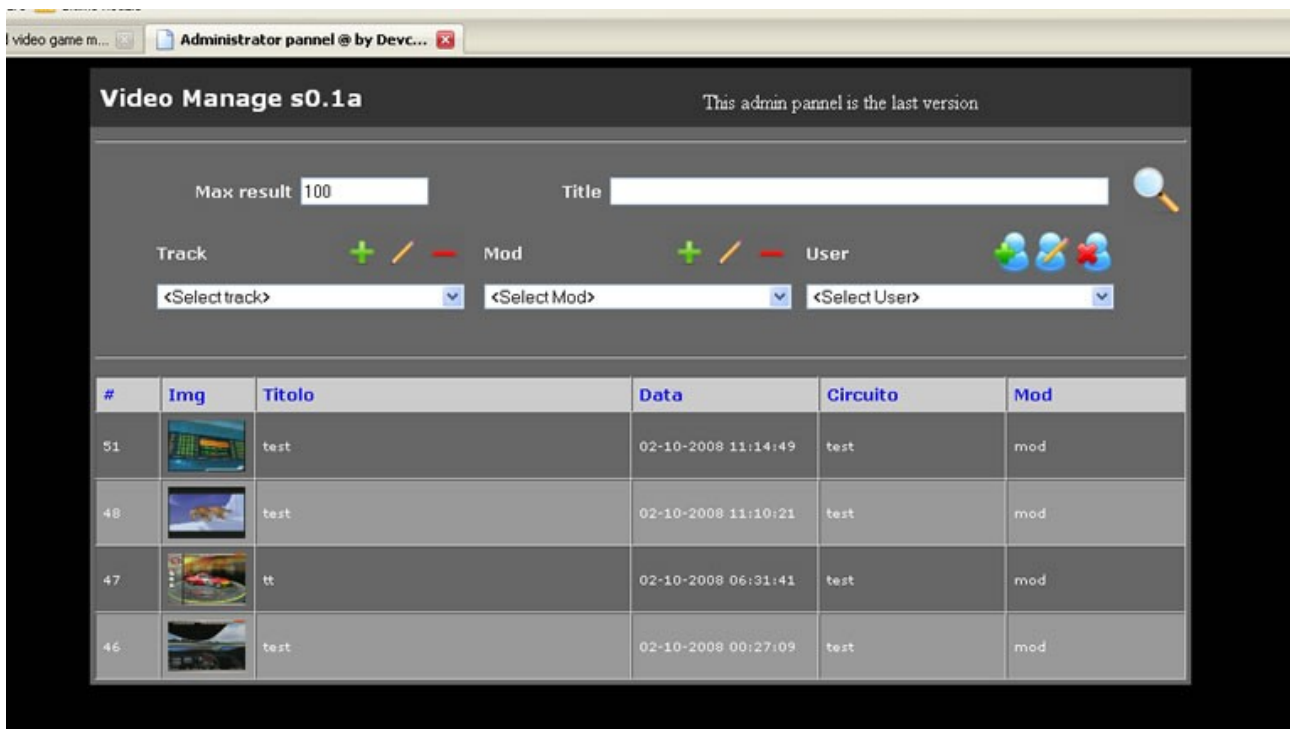 l video game m...
Administrator pannel @ by Devc...
Video Manage s0.1a
This admin pannel is the last version
Max result 100 Title
Track Mod User
<Select track> <Select Mod> <Select User>
# Img Titolo Data Circuito Mod
51 test 02-10-2008 11:14:49 test mod
48 test 02-10-2008 11:10:21 test mod
47 tt 02-10-2008 06:31:41 test mod
46 test 02-10-2008 00:27:09 test mod